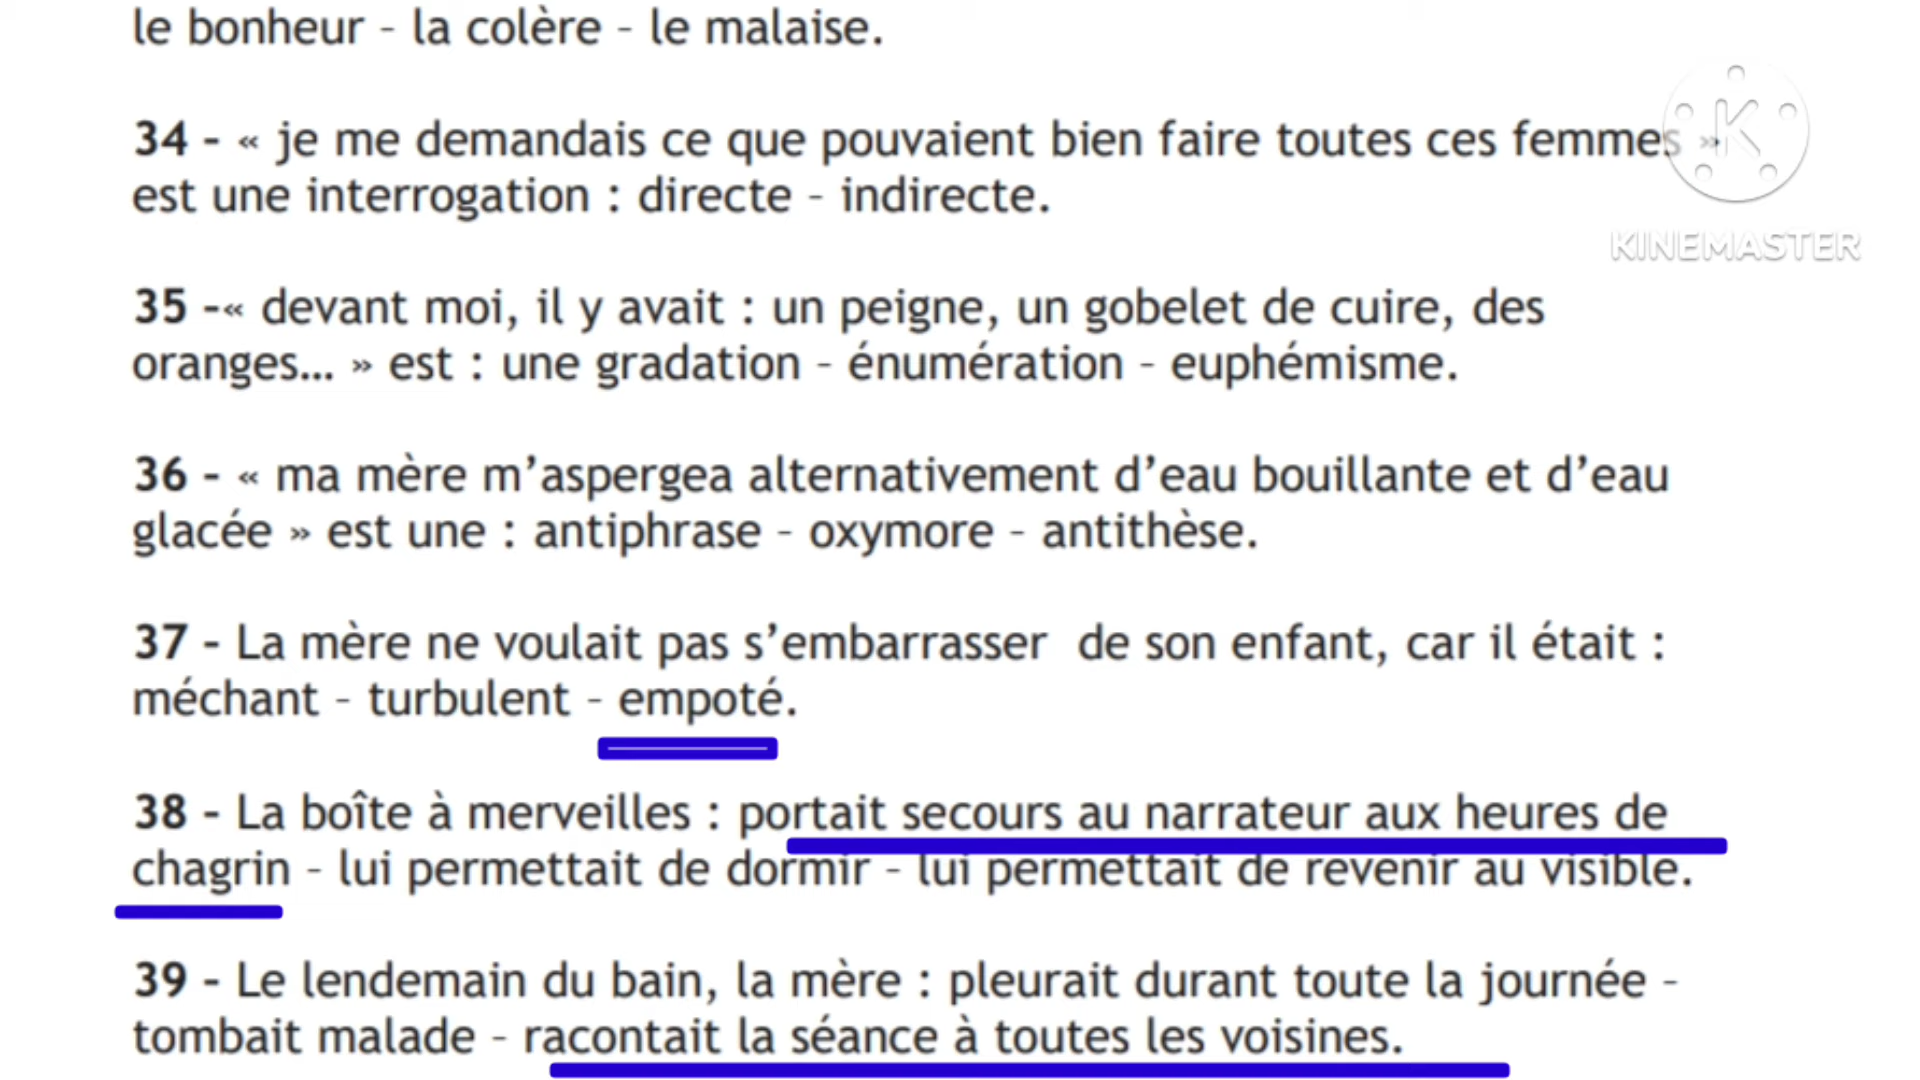 le bonheur – la colère – le malaise.
34 – « je me demandais ce que pouvaient bien faire toutes ces femmes »
est une interrogation : directe – indirecte.
KINEMASTER
35 –« devant moi, il y avait : un peigne, un gobelet de cuire, des
oranges… » est : une gradation – énumération – euphémisme.
36 – « ma mère m’aspergea alternativement d’eau bouillante et d’eau
glacée » est une : antiphrase – oxymore – antithèse.
37 – La mère ne voulait pas s’embarrasser de son enfant, car il était :
méchant – turbulent – empoté.
38 – La boîte à merveilles : portait secours au narrateur aux heures de
chagrin – lui permettait de dormir – lui permettait de revenir au visible.
39 – Le lendemain du bain, la mère : pleurait durant toute la journée –
tombait malade – racontait la séance à toutes les voisines.